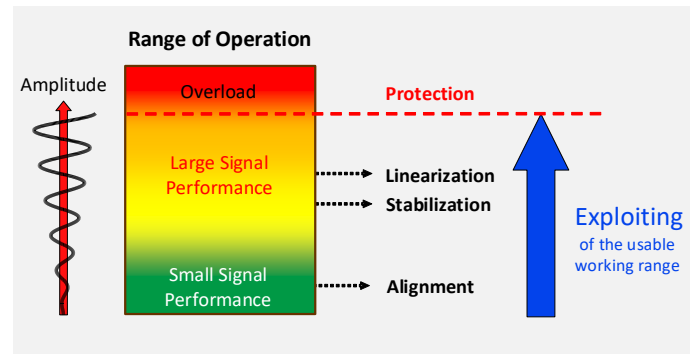 Range of Operation
Amplitude
Overload
Protection
Large Signal
Performance
Linearization
Stabilization
Exploiting
of the usable
working range
Small Signal
Performance
Alignment